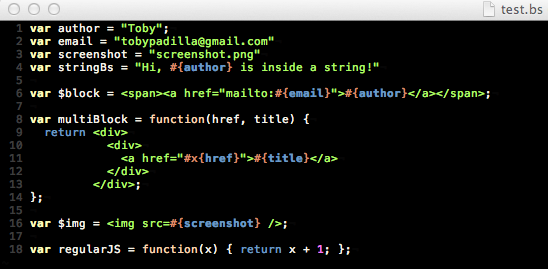 test.bs
1 var author = "Toby";
2 var email = "tobypadilla@gmail.com"
3 var screenshot = "screenshot.png"
4 var stringBs = "Hi, #{author} is inside a string!"
5
6 var $block = <span><a href="mailto:#{email}">#{author}</a></span>;
7
8 var multiBlock = function(href, title) {
9   return <div>
10            <div>
11              <a href="#x{href}">#{title}</a>
12            </div>
13          </div>;
14 };
15
16 var $img = <img src=#{screenshot} />;
17
18 var regularJS = function(x) { return x + 1; };